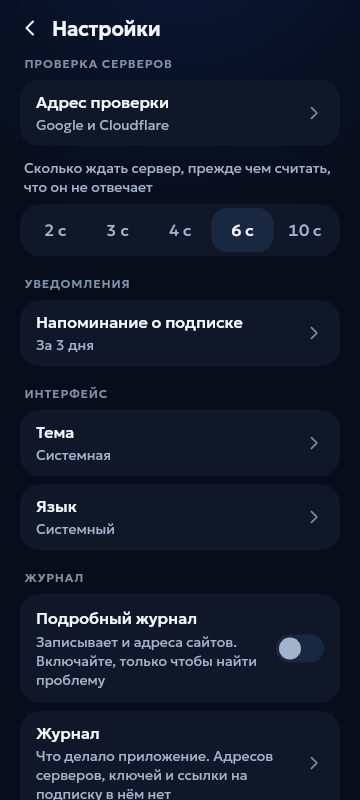 Настройки
ПРОВЕРКА СЕРВЕРОВ
Адрес проверки
Google и Cloudflare
Сколько ждать сервер, прежде чем считать,
что он не отвечает
2 с 3 с 4 с 6 с 10 с
УВЕДОМЛЕНИЯ
Напоминание о подписке
За 3 дня
ИНТЕРФЕЙС
Тема
Системная
Язык
Системный
ЖУРНАЛ
Подробный журнал
Записывает и адреса сайтов.
Включайте, только чтобы найти
проблему
Журнал
Что делало приложение. Адресов
серверов, ключей и ссылки на
подписку в нём нет